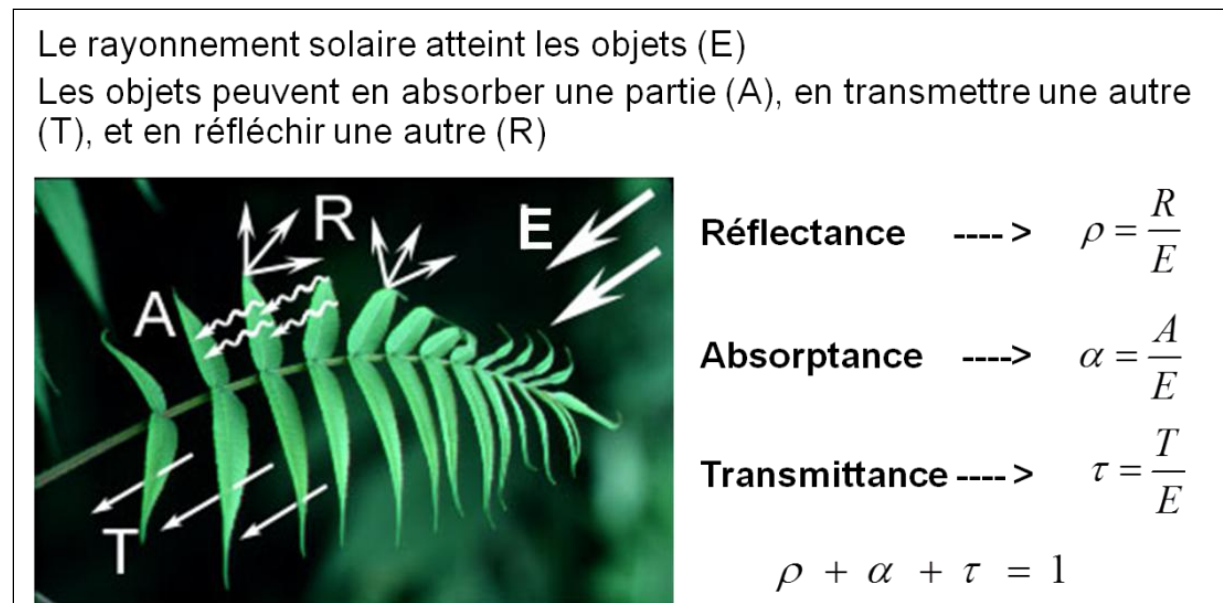 Le rayonnement solaire atteint les objets (E)
Les objets peuvent en absorber une partie (A), en transmettre une autre
(T), et en réfléchir une autre (R)
R
E
A
T
Réflectance ----> ρ = R/E
Absorptance ----> α = A/E
Transmittance ----> τ = T/E
ρ + α + τ = 1